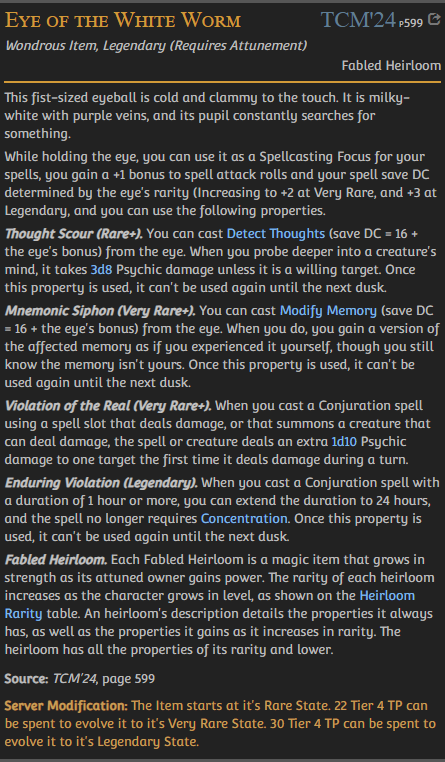 Eye of the White Worm TCM'24 P599
Wondrous Item, Legendary (Requires Attunement)
Fabled Heirloom
This fist-sized eyeball is cold and clammy to the touch. It is milky-
white with purple veins, and its pupil constantly searches for
something.
While holding the eye, you can use it as a Spellcasting Focus for your
spells, you gain a +1 bonus to spell attack rolls and your spell save DC
determined by the eye's rarity (Increasing to +2 at Very Rare, and +3 at
Legendary, and you can use the following properties.
Thought Scour (Rare+). You can cast Detect Thoughts (save DC = 16 +
the eye's bonus) from the eye. When you probe deeper into a creature's
mind, it takes 3d8 Psychic damage unless it is a willing target. Once
this property is used, it can't be used again until the next dusk.
Mnemonic Siphon (Very Rare+). You can cast Modify Memory (save DC
= 16 + the eye's bonus) from the eye. When you do, you gain a version of
the affected memory as if you experienced it yourself, though you still
know the memory isn't yours. Once this property is used, it can't be
used again until the next dusk.
Violation of the Real (Very Rare+). When you cast a Conjuration spell
using a spell slot that deals damage, or that summons a creature that
can deal damage, the spell or creature deals an extra 1d10 Psychic
damage to one target the first time it deals damage during a turn.
Enduring Violation (Legendary). When you cast a Conjuration spell with
a duration of 1 hour or more, you can extend the duration to 24 hours,
and the spell no longer requires Concentration. Once this property is
used, it can't be used again until the next dusk.
Fabled Heirloom. Each Fabled Heirloom is a magic item that grows in
strength as its attuned owner gains power. The rarity of each heirloom
increases as the character grows in level, as shown on the Heirloom
Rarity table. An heirloom's description details the properties it always
has, as well as the properties it gains as it increases in rarity. The
heirloom has all the properties of its rarity and lower.
Source: TCM'24, page 599
Server Modification: The Item starts at it's Rare State. 22 Tier 4 TP can
be spent to evolve it to it's Very Rare State. 30 Tier 4 TP can be spent to
evolve it to it's Legendary State.